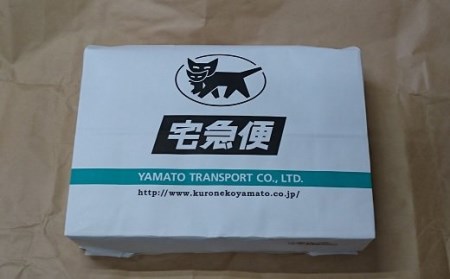 宅急便
YAMATO TRANSPORT CO., LTD.
http://www.kuronekoyamato.co.jp/